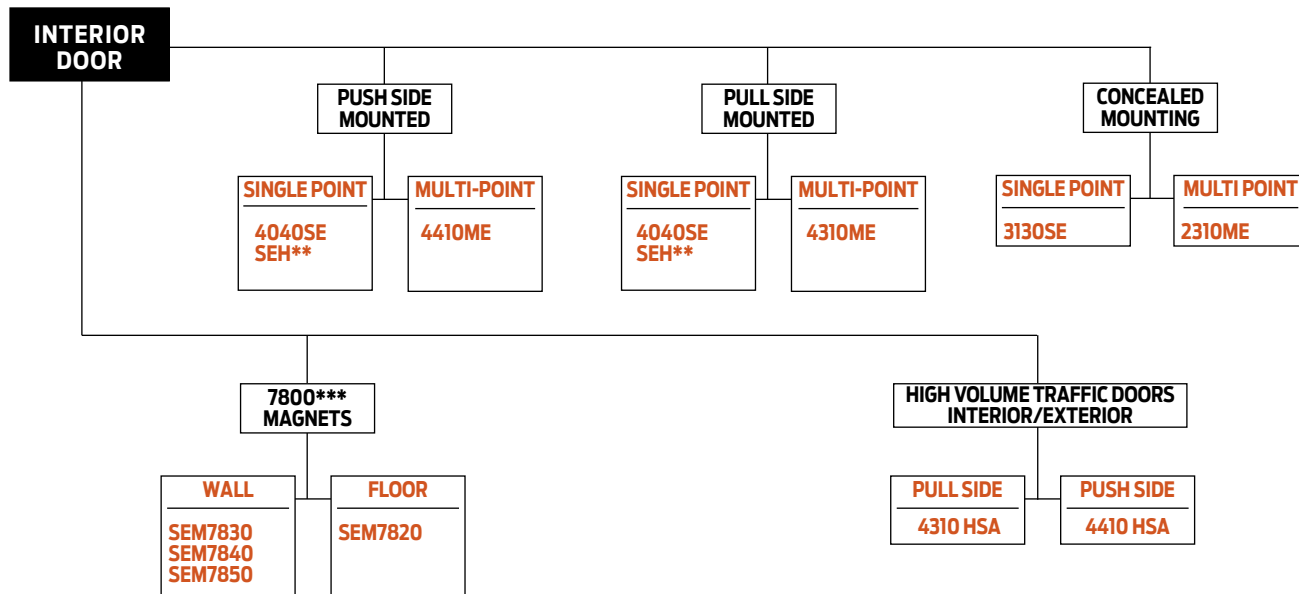 INTERIOR
DOOR
PUSH SIDE
MOUNTED
PULL SIDE
MOUNTED
CONCEALED
MOUNTING
SINGLE POINT
4040SE
SEH**
MULTI-POINT
4410ME
SINGLE POINT
4040SE
SEH**
MULTI-POINT
4310ME
SINGLE POINT
3130SE
MULTI POINT
2310ME
7800***
MAGNETS
HIGH VOLUME TRAFFIC DOORS
INTERIOR/EXTERIOR
WALL
SEM7830
SEM7840
SEM7850
FLOOR
SEM7820
PULL SIDE
4310 HSA
PUSH SIDE
4410 HSA